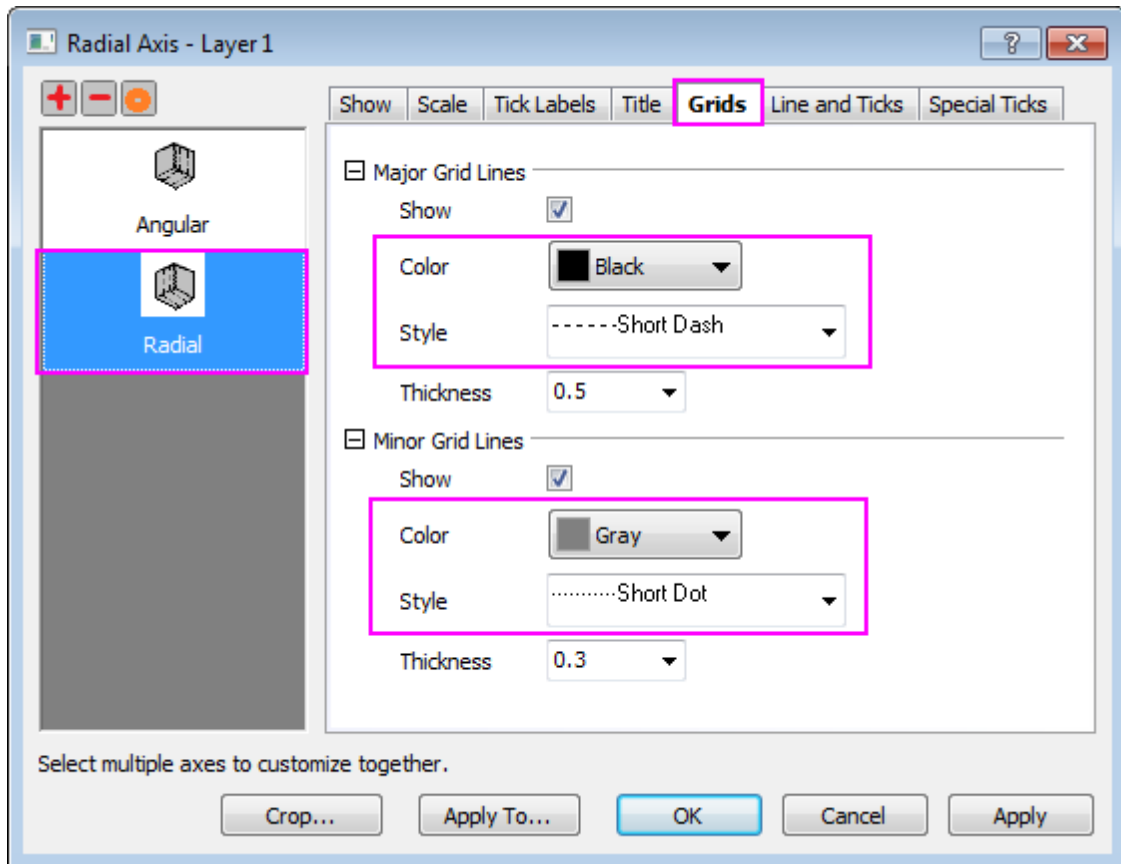 Radial Axis - Layer 1
Show Scale Tick Labels Title Grids Line and Ticks Special Ticks
Angular
Radial
Major Grid Lines
Show
Color Black
Style ------Short Dash
Thickness 0.5
Minor Grid Lines
Show
Color Gray
Style ...........Short Dot
Thickness 0.3
Select multiple axes to customize together.
Crop... Apply To... OK Cancel Apply